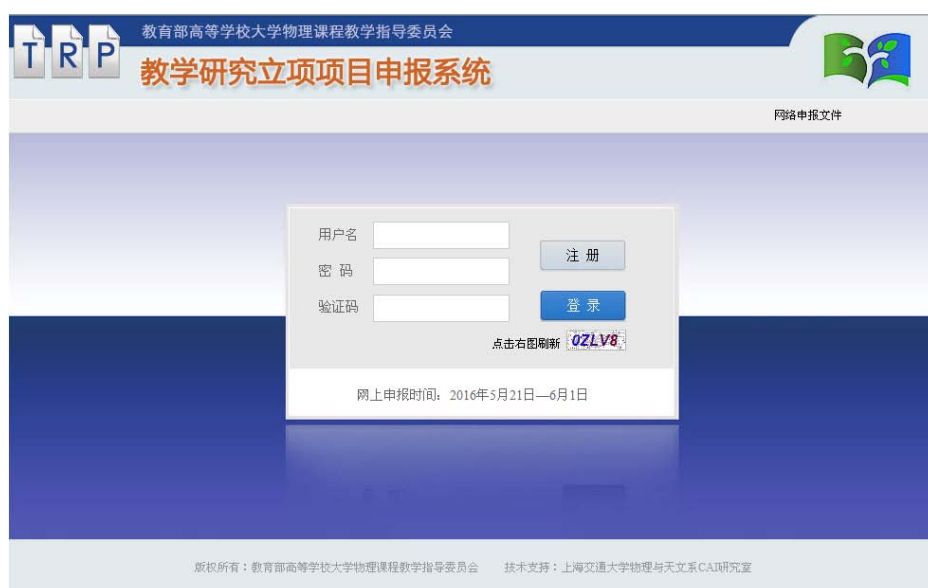 TRP
教育部高等学校大学物理课程教学指导委员会
教学研究立项项目申报系统
网络申报文件
用户名
密 码
验证码
注 册
登 录
点击右图刷新 0ZLV8
网上申报时间：2016年5月21日—6月1日
版权所有：教育部高等学校大学物理课程教学指导委员会 技术支持：上海交通大学物理与天文系CAI研究室